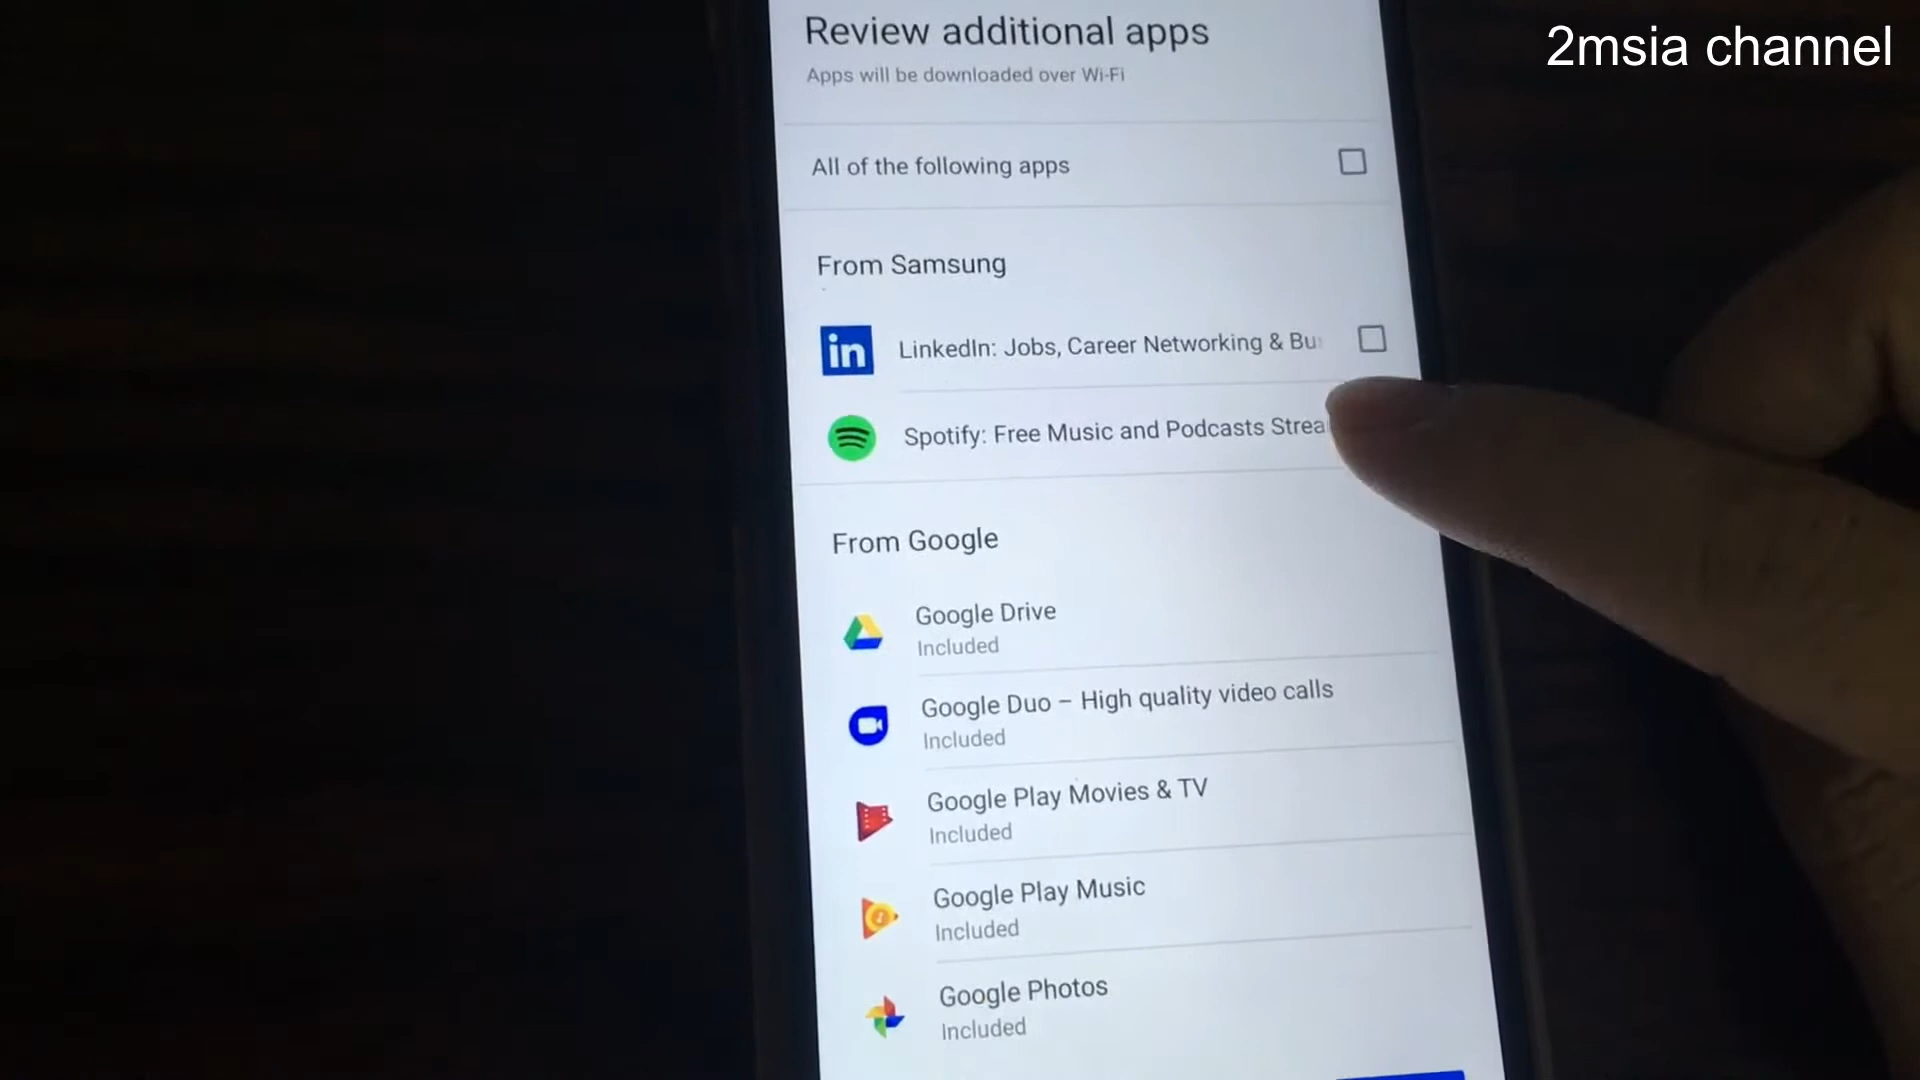 2msia channel
Review additional apps
Apps will be downloaded over Wi-Fi
All of the following apps
From Samsung
in
LinkedIn: Jobs, Career Networking & Bu
Spotify: Free Music and Podcasts Strea
From Google
Google Drive
Included
Google Duo – High quality video calls
Included
Google Play Movies & TV
Included
Google Play Music
Included
Google Photos
Included